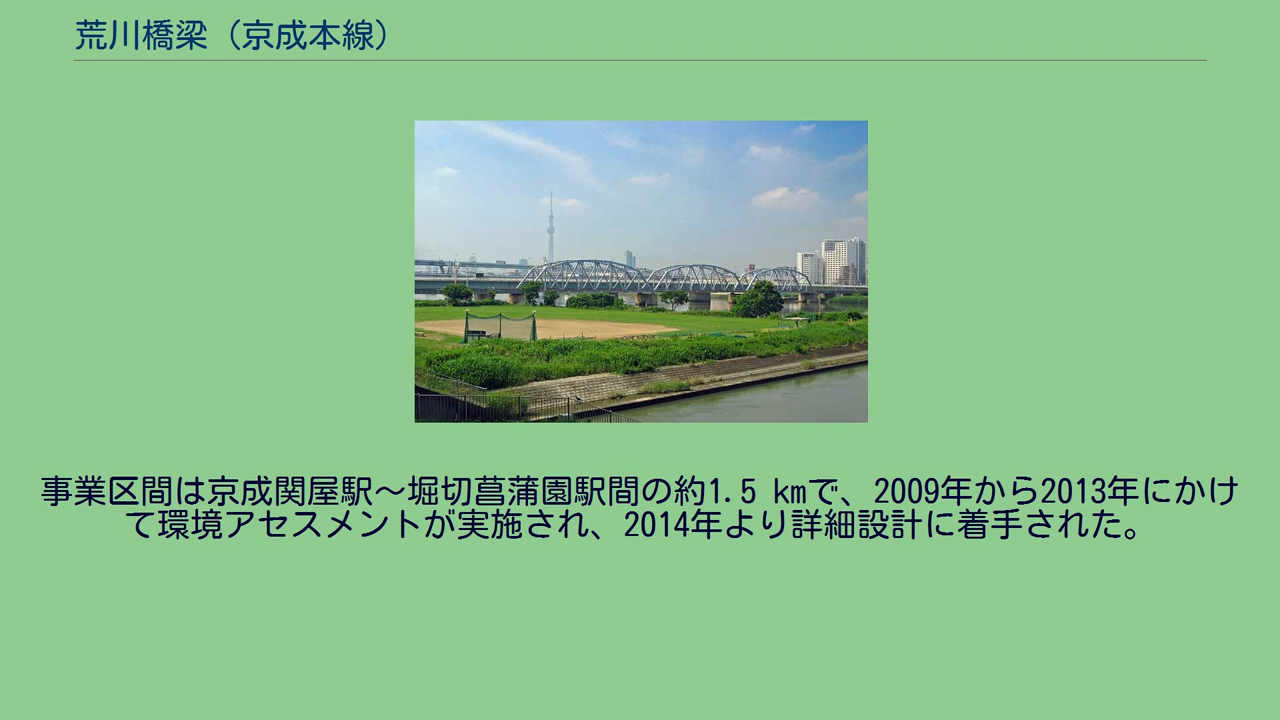 荒川橋梁（京成本線）
事業区間は京成関屋駅～堀切菖蒲園駅間の約1.5 kmで、2009年から2013年にかけ
て環境アセスメントが実施され、2014年より詳細設計に着手された。